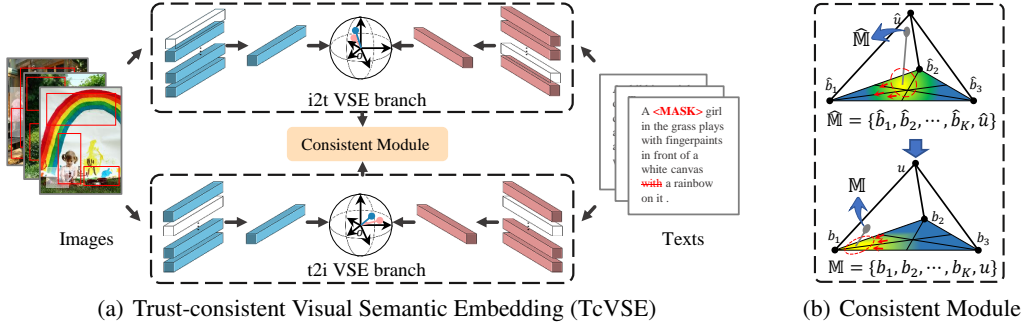 i2t VSE branch
Consistent Module
t2i VSE branch
Images
A <MASK> girl
in the grass plays
with fingerpaints
in front of a
white canvas
with a rainbow
on it .
Texts
o
o
(a) Trust-consistent Visual Semantic Embedding (TcVSE)
û
𝕄̂
b̂₂
b̂₁
b̂₃
𝕄̂ = {b̂₁, b̂₂, ⋯, b̂_K, û}
u
𝕄
b₂
b₁
b₃
𝕄 = {b₁, b₂, ⋯, b_K, u}
(b) Consistent Module